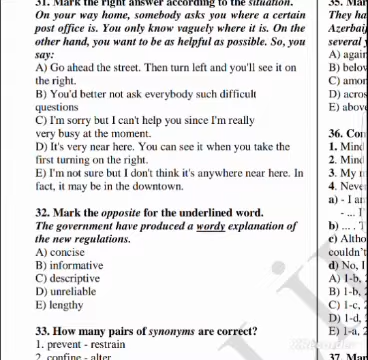 31. Mark the right answer according to the situation.
On your way home, somebody asks you where a certain
post office is. You only know vaguely where it is. On the
other hand, you want to be as helpful as possible. So, you
say:
A) Go ahead the street. Then turn left and you'll see it on
the right.
B) You'd better not ask everybody such difficult
questions
C) I'm sorry but I can't help you since I'm really
very busy at the moment.
D) It's very near here. You can see it when you take the
first turning on the right.
E) I'm not sure but I don't think it's anywhere near here. In
fact, it may be in the downtown.
32. Mark the opposite for the underlined word.
The government have produced a wordy explanation of
the new regulations.
A) concise
B) informative
C) descriptive
D) unreliable
E) lengthy
33. How many pairs of synonyms are correct?
1. prevent - restrain
2. confine - alter
35. Mar
They ha
Azerbaij
several
A) again
B) belov
C) amor
D) acros
E) above
36. Con
1. Mind
2. Mind
3. My
4. Neve
a) - I ar
- ... I
b) ... ,
c) Altho
couldn't
d) No, I
A) 1-b,
B) 1-b,
C) 1-c,
D) 1-d,
E) 1-a,
37. Mar